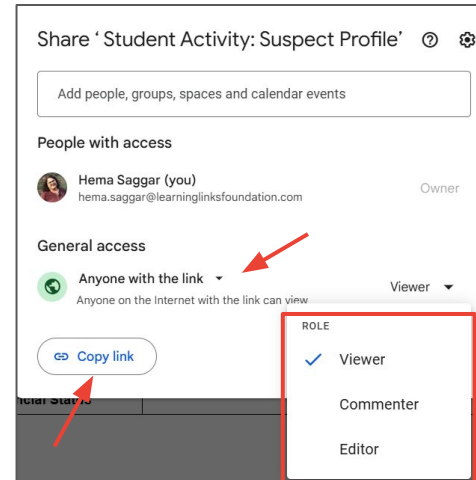 Share ‘ Student Activity: Suspect Profile’
Add people, groups, spaces and calendar events
People with access
Hema Saggar (you)
hema.saggar@learninglinksfoundation.com
Owner
General access
Anyone with the link
Viewer
Anyone on the Internet with the link can view
ROLE
Copy link
Viewer
Commenter
Editor
Status